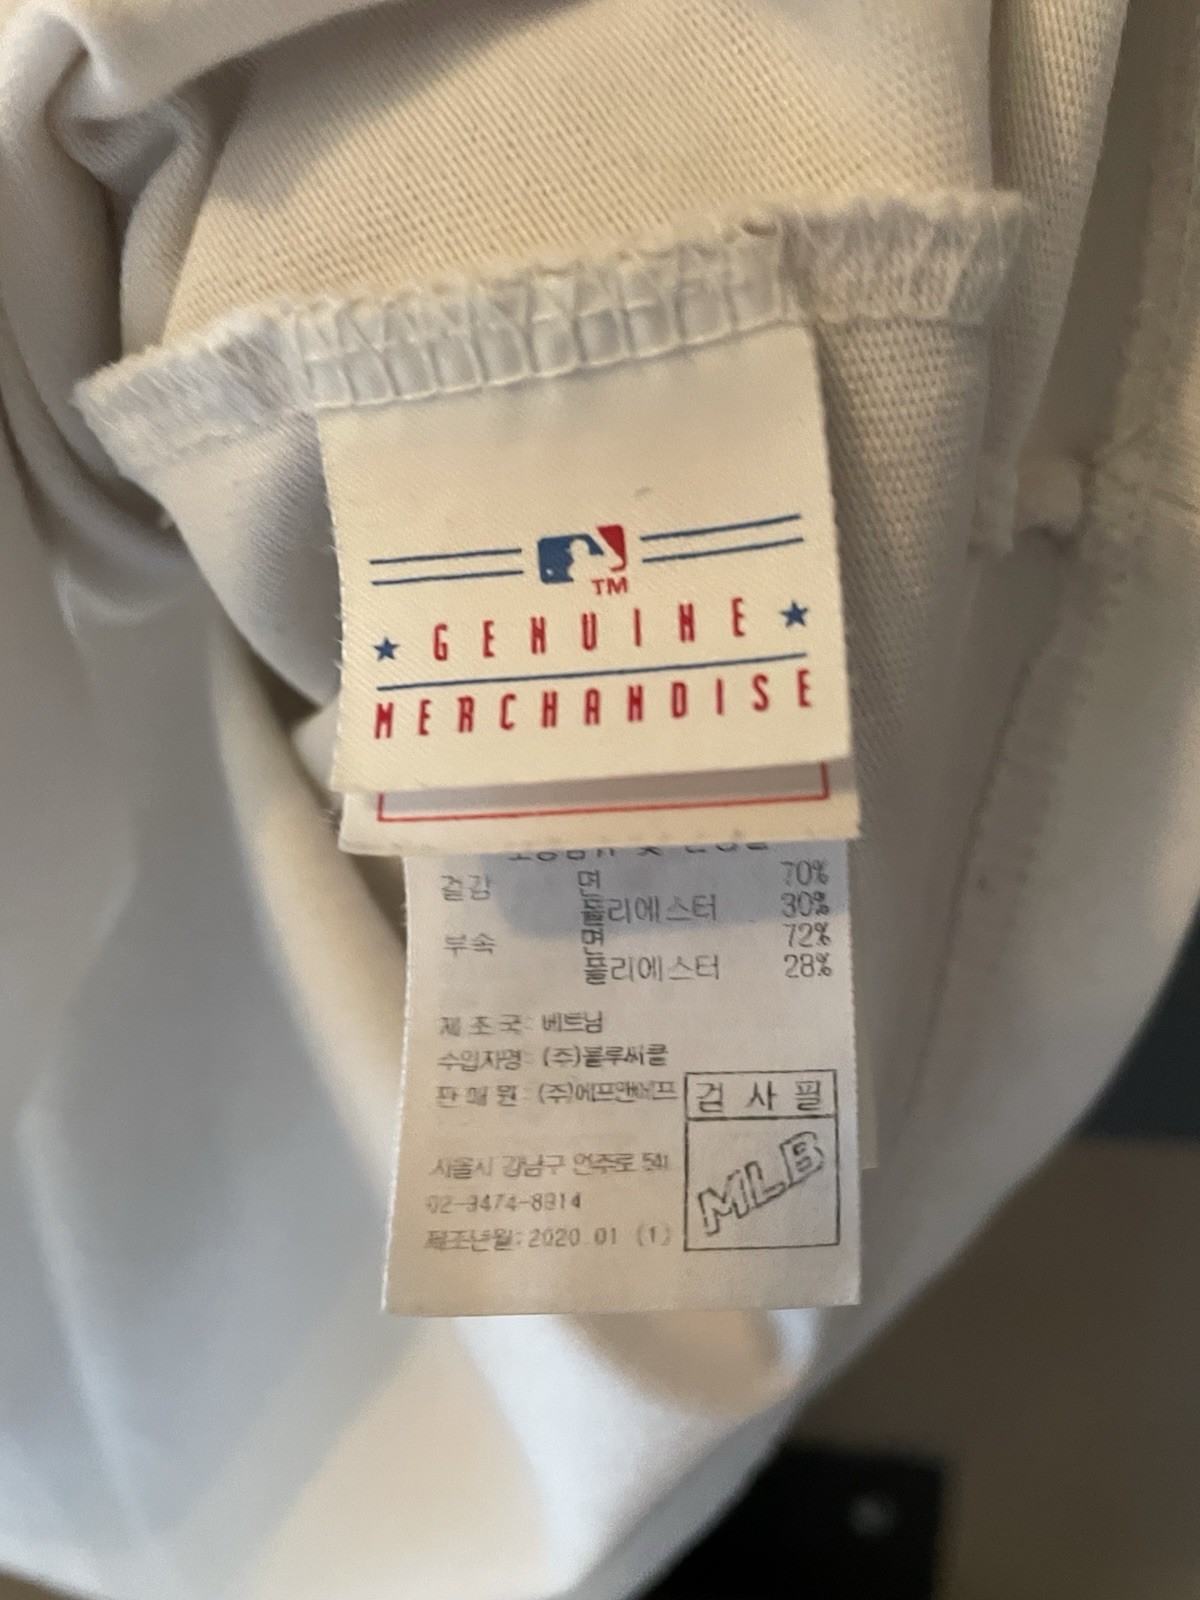 TM
★ GENUINE ★
MERCHANDISE
겉감 면 70%
폴리에스터 30%
부속 면 72%
폴리에스터 28%
제 조 국: 베트남
수입자명: (주)블루씨클
판 매 원: (주)에프앤에프
검 사 필
MLB
서울시 강남구 언주로 541
02-3474-8914
제조년월: 2020.01 (1)